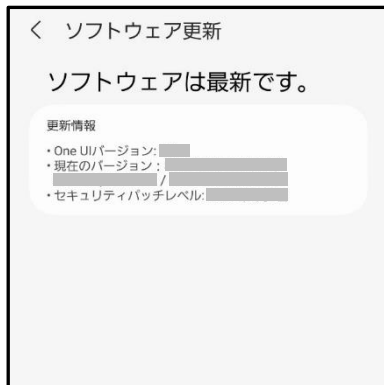 ソフトウェア更新
ソフトウェアは最新です。
更新情報
・One UIバージョン:
・現在のバージョン :
/
・セキュリティパッチレベル: